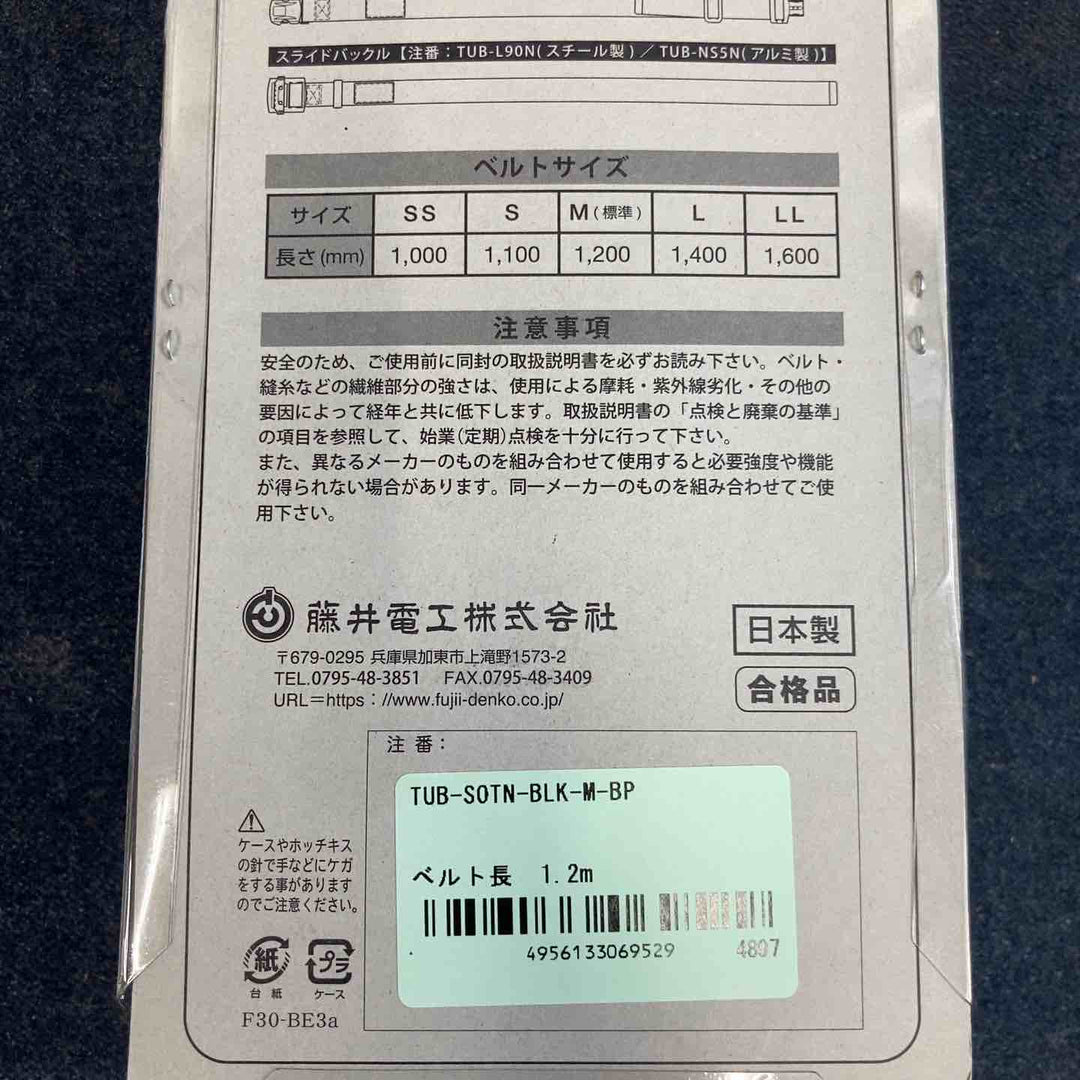 スライドバックル【注番：TUB-L90N(スチール製)／TUB-NS5N(アルミ製)】
ベルトサイズ
サイズ SS S M(標準) L LL
長さ(mm) 1,000 1,100 1,200 1,400 1,600
注意事項
安全のため、ご使用前に同封の取扱説明書を必ずお読み下さい。ベルト・
縫糸などの繊維部分の強さは、使用による摩耗・紫外線劣化・その他の
要因によって経年と共に低下します。取扱説明書の「点検と廃棄の基準」
の項目を参照して、始業(定期)点検を十分に行って下さい。
また、異なるメーカーのものを組み合わせて使用すると必要強度や機能
が得られない場合があります。同一メーカーのものを組み合わせてご使
用下さい。
藤井電工株式会社
〒679-0295 兵庫県加東市上滝野1573-2
TEL.0795-48-3851 FAX.0795-48-3409
URL＝https：//www.fujii-denko.co.jp/
日本製
合格品
注番：
TUB-SOTN-BLK-M-BP
ベルト長 1.2m
4956133069529 4807
ケースやホッチキス
の針で手などにケガ
をする事があります
のでご注意ください。
紙
台紙
プラ
ケース
F30-BE3a